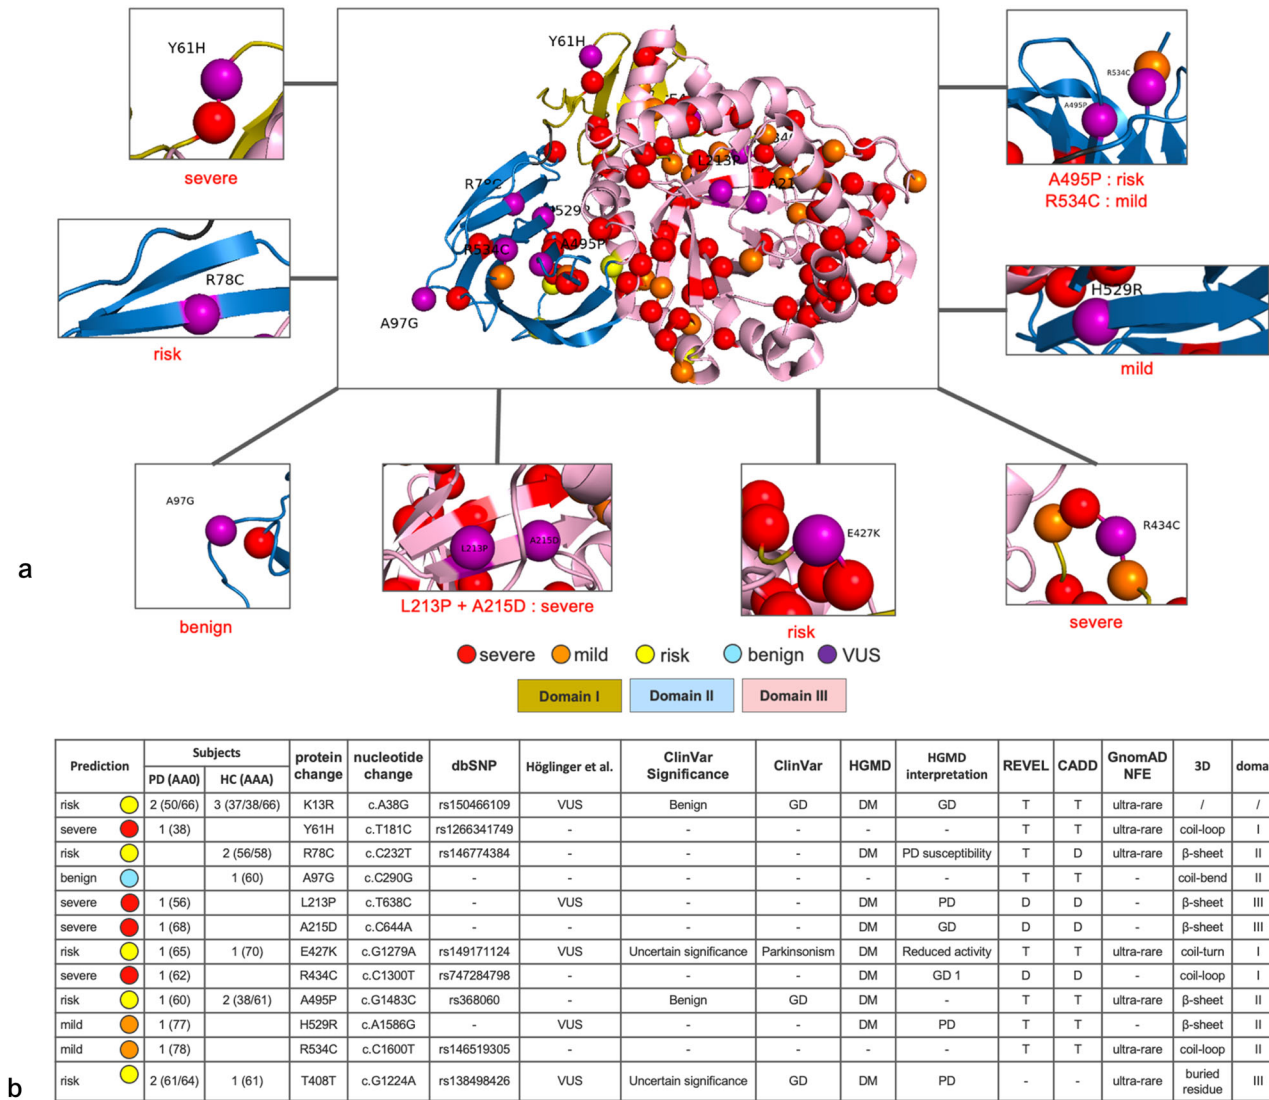 Y61H
severe
R78C
risk
Y61H
L213P
R534C
A495P
A97G
R534C
A495P
A495P : risk
R534C : mild
H529R
mild
A97G
benign
L213P
A215D
L213P + A215D : severe
E427K
risk
R434C
severe
a
severe mild risk benign VUS
Domain I Domain II Domain III
Prediction Subjects protein change nucleotide change dbSNP Höglinger et al. ClinVar Significance ClinVar HGMD HGMD interpretation REVEL CADD GnomAD NFE 3D
PD (AA0) HC (AAA)
risk 2 (50/66) 3 (37/38/66) K13R c.A38G rs150466109 VUS Benign GD DM GD T T ultra-rare / /
severe 1 (38) Y61H c.T181C rs1266341749 - - - - - T T ultra-rare coil-loop I
risk 2 (56/58) R78C c.C232T rs146774384 - - - DM PD susceptibility T D ultra-rare β-sheet II
benign 1 (60) A97G c.C290G - - - - - - T T - coil-bend II
severe 1 (56) L213P c.T638C - VUS - - DM PD D D - β-sheet III
severe 1 (68) A215D c.C644A - - - - DM GD D D - β-sheet III
risk 1 (65) 1 (70) E427K c.G1279A rs149171124 VUS Uncertain significance Parkinsonism DM Reduced activity T T ultra-rare coil-turn I
severe 1 (62) R434C c.C1300T rs747284798 - - - DM GD 1 D D - coil-loop I
risk 1 (60) 2 (38/61) A495P c.G1483C rs368060 - Benign GD DM - T T ultra-rare β-sheet II
mild 1 (77) H529R c.A1586G - VUS - - DM PD T T - β-sheet II
mild 1 (78) R534C c.C1600T rs146519305 - - - - - T T ultra-rare coil-loop II
risk 2 (61/64) 1 (61) T408T c.G1224A rs138498426 VUS Uncertain significance GD DM PD - - ultra-rare buried residue III
b